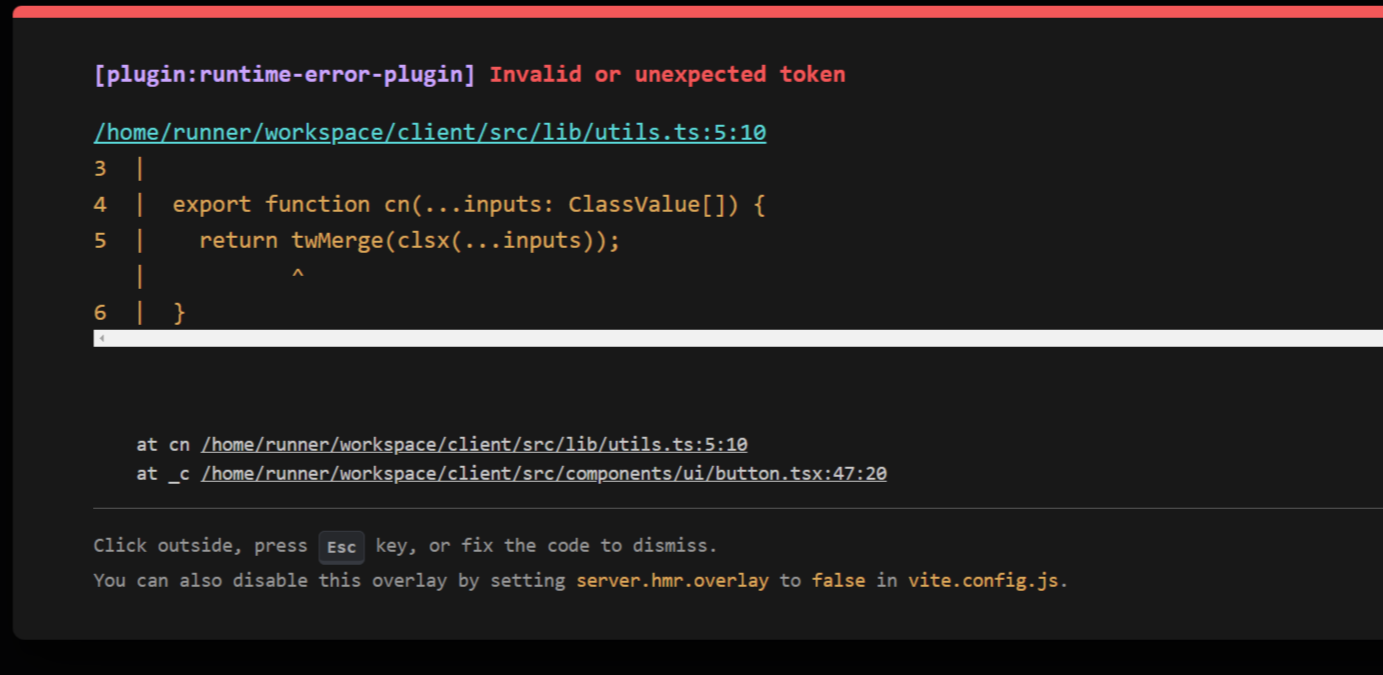 [plugin:runtime-error-plugin] Invalid or unexpected token
/home/runner/workspace/client/src/lib/utils.ts:5:10
3  |
4  |  export function cn(...inputs: ClassValue[]) {
5  |    return twMerge(clsx(...inputs));
   |           ^
6  |  }
at cn /home/runner/workspace/client/src/lib/utils.ts:5:10
at _c /home/runner/workspace/client/src/components/ui/button.tsx:47:20
Click outside, press Esc key, or fix the code to dismiss.
You can also disable this overlay by setting server.hmr.overlay to false in vite.config.js.